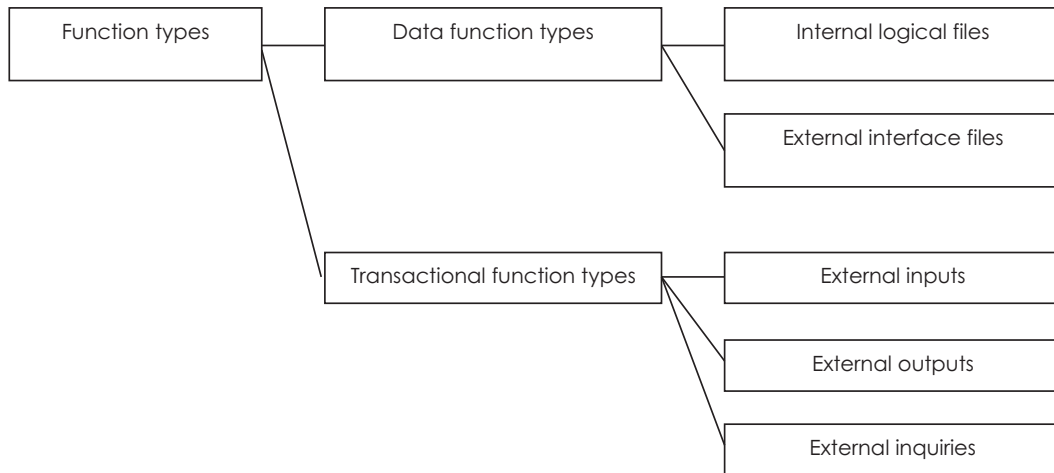 Function types
Data function types
Internal logical files
External interface files
Transactional function types
External inputs
External outputs
External inquiries